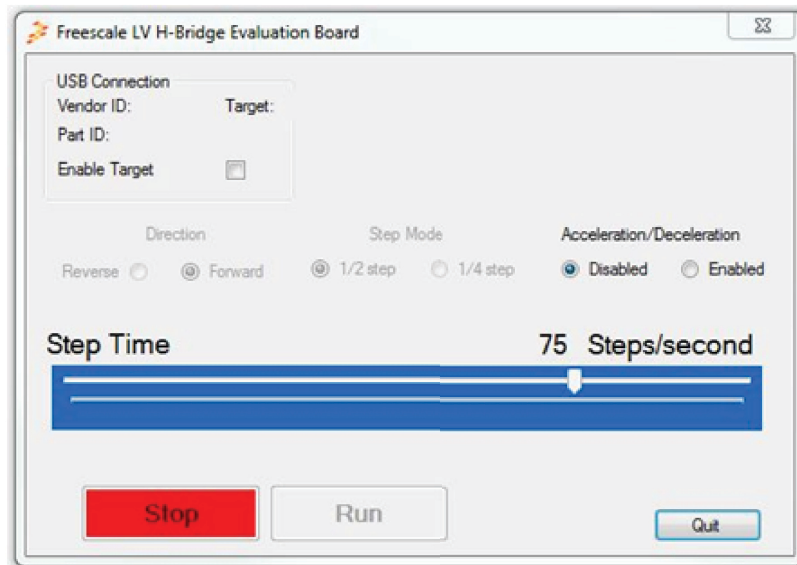 Freescale LV H-Bridge Evaluation Board
USB Connection
Vendor ID: Target:
Part ID:
Enable Target
Direction Step Mode Acceleration/Deceleration
Reverse Forward 1/2 step 1/4 step Disabled Enabled
Step Time 75 Steps/second
Stop Run Quit